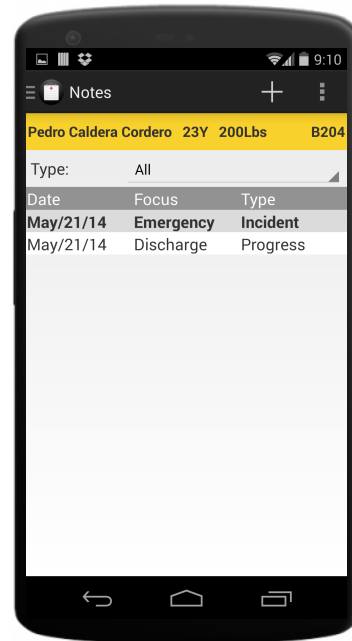 9:10
Notes
Pedro Caldera Cordero 23Y 200Lbs B204
Type: All
Date Focus Type
May/21/14 Emergency Incident
May/21/14 Discharge Progress